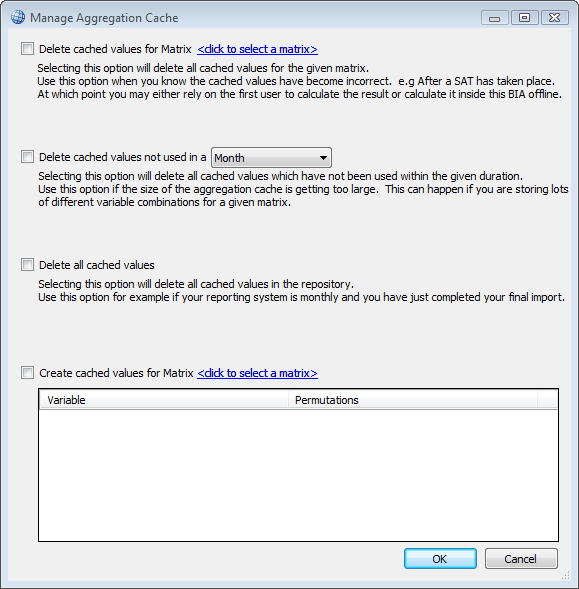 Manage Aggregation Cache
Delete cached values for Matrix <click to select a matrix>
Selecting this option will delete all cached values for the given matrix.
Use this option when you know the cached values have become incorrect.  e.g After a SAT has taken place.
At which point you may either rely on the first user to calculate the result or calculate it inside this BIA offline.
Delete cached values not used in a Month
Selecting this option will delete all cached values which have not been used within the given duration.
Use this option if the size of the aggregation cache is getting too large.  This can happen if you are storing lots
of different variable combinations for a given matrix.
Delete all cached values
Selecting this option will delete all cached values in the repository.
Use this option for example if your reporting system is monthly and you have just completed your final import.
Create cached values for Matrix <click to select a matrix>
Variable Permutations
OK Cancel